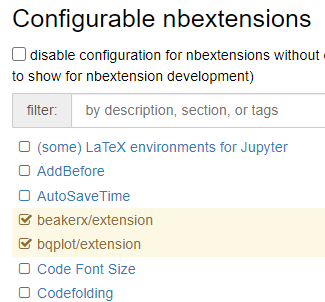 Configurable nbextensions
disable configuration for nbextensions without
to show for nbextension development)
filter:
by description, section, or tags
(some) LaTeX environments for Jupyter
AddBefore
AutoSaveTime
beakerx/extension
bqplot/extension
Code Font Size
Codefolding